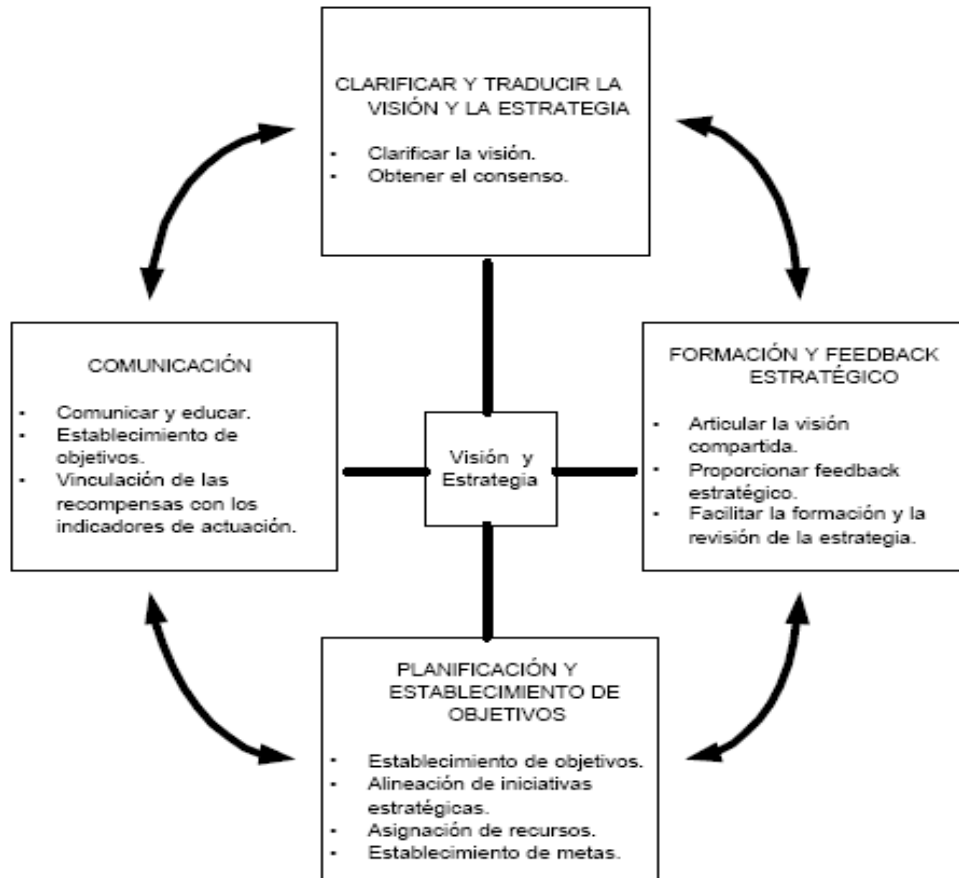 CLARIFICAR Y TRADUCIR LA
VISIÓN Y LA ESTRATEGIA
· Clarificar la visión.
· Obtener el consenso.
COMUNICACIÓN
· Comunicar y educar.
· Establecimiento de
objetivos.
· Vinculación de las
recompensas con los
indicadores de actuación.
Visión y
Estrategia
FORMACIÓN Y FEEDBACK
ESTRATÉGICO
· Articular la visión
compartida.
· Proporcionar feedback
estratégico.
· Facilitar la formación y la
revisión de la estrategia.
PLANIFICACIÓN Y
ESTABLECIMIENTO DE
OBJETIVOS
· Establecimiento de objetivos.
· Alineación de iniciativas
estratégicas.
· Asignación de recursos.
· Establecimiento de metas.